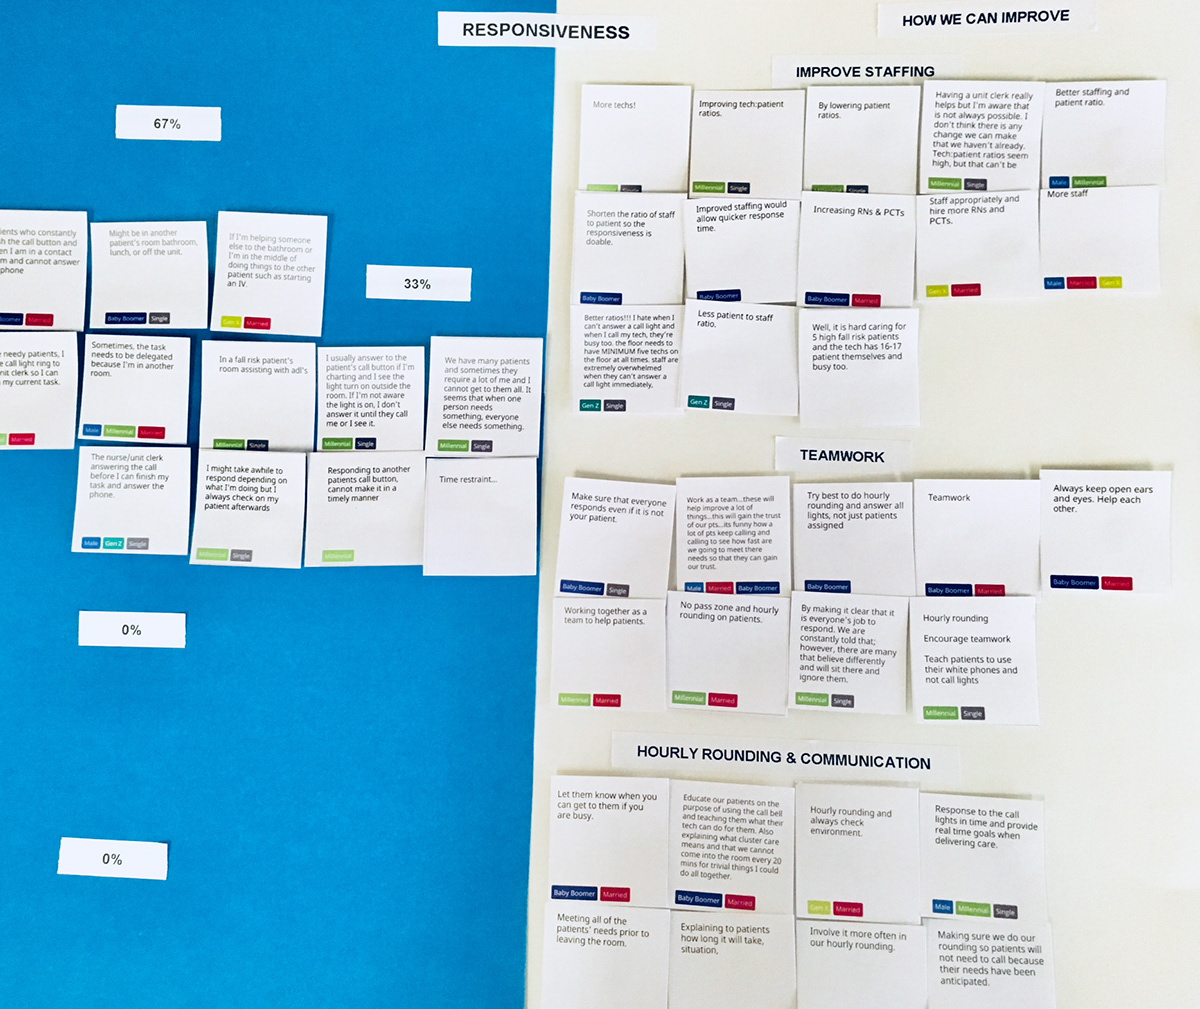 RESPONSIVENESS
67%
33%
ients who constantly
h the call button and
en I am in a contact
m and cannot answer
phone
Boomer Married
Might be in another
patient's room bathroom,
lunch, or off the unit.
Baby Boomer Single
If I'm helping someone
else to the bathroom or
I'm in the middle of
doing things to the other
patient such as starting
an IV.
Gen X Married
needy patients, I
e call light ring to
nit clerk so I can
my current task.
Married
Sometimes, the task
needs to be delegated
because I'm in another
room.
Male Millennial Married
In a fall risk patient's
room assisting with adl's
Millennial Single
I usually answer to the
patient's call button if I'm
charting and I see the
light turn on outside the
room. If I'm not aware
the light is on, I don't
answer it until they call
me or I see it.
Millennial Single
We have many patients
and sometimes they
require a lot of me and I
cannot get to them all. It
seems that when one
person needs
something, everyone
else needs something.
Millennial Single
The nurse/unit clerk
answering the call
before I can finish my
task and answer the
phone.
Male Gen Z Single
I might take awhile to
respond depending on
what I'm doing but I
always check on my
patient afterwards
Millennial Single
Responding to another
patients call button,
cannot make it in a
timely manner
Millennial
Time restraint...
0%
0%
HOW WE CAN IMPROVE
IMPROVE STAFFING
More techs!
Single
Improving tech:patient
ratios.
Millennial Single
By lowering patient
ratios.
Millennial Single
Having a unit clerk really
helps but I'm aware that
is not always possible. I
don't think there is any
change we can make
that we haven't already.
Tech:patient ratios seem
high, but that can't be
Millennial Single
Better staffing and
patient ratio.
Male Millennial
Shorten the ratio of staff
to patient so the
responsiveness is
doable.
Baby Boomer
Improved staffing would
allow quicker response
time.
Baby Boomer
Increasing RNs & PCTs
Baby Boomer Married
Staff appropriately and
hire more RNs and
PCTs.
Gen X Married
More staff
Male Married Gen X
Better ratios!!! I hate when I
can't answer a call light and
when I call my tech, they're
busy too. the floor needs to
have MINIMUM five techs on
the floor at all times. staff are
extremely overwhelmed
when they can't answer a
call light immediately,
Gen Z Single
Less patient to staff
ratio,
Gen Z Single
Well, it is hard caring for
5 high fall risk patients
and the tech has 16-17
patient themselves and
busy too.
TEAMWORK
Make sure that everyone
responds even if it is not
your patient.
Baby Boomer Single
Work as a team...these will
help improve a lot of
things...this will gain the trust
of our pts...its funny how a
lot of pts keep calling and
calling to see how fast are
we going to meet there
needs so that they can gain
our trust.
Male Married Baby Boomer
Try best to do hourly
rounding and answer all
lights, not just patients
assigned
Baby Boomer
Teamwork
Baby Boomer Married
Always keep open ears
and eyes. Help each
other.
Baby Boomer Married
Working together as a
team to help patients.
Millennial Married
No pass zone and hourly
rounding on patients.
Millennial Married
By making it clear that it
is everyone's job to
respond. We are
constantly told that;
however, there are many
that believe differently
and will sit there and
ignore them.
Millennial Single
Hourly rounding
Encourage teamwork
Teach patients to use
their white phones and
not call lights
Millennial Single
HOURLY ROUNDING & COMMUNICATION
Let them know when you
can get to them if you
are busy.
Baby Boomer Married
Educate our patients on the
purpose of using the call bell
and teaching them what their
tech can do for them. Also
explaining what cluster care
means and that we cannot
come into the room every 20
mins for trivial things I could
do all together.
Baby Boomer Married
Hourly rounding and
always check
environment.
Gen X Married
Response to the call
lights in time and provide
real time goals when
delivering care.
Male Millennial Single
Meeting all of the
patients' needs prior to
leaving the room.
Explaining to patients
how long it will take,
situation,
Involve it more often in
our hourly rounding.
Making sure we do our
rounding so patients will
not need to call because
their needs have been
anticipated.